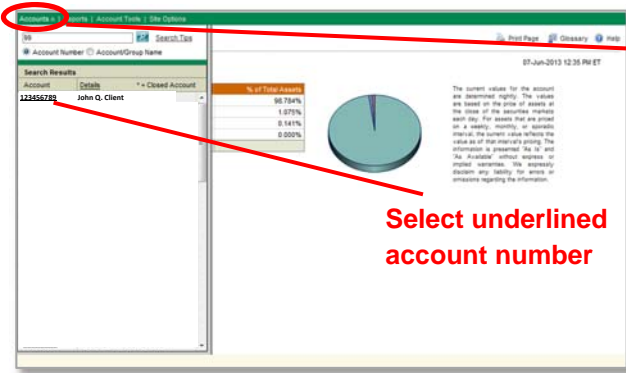 Accounts & Reports | Account Tools | Site Options
Search Tips
Account Number Account/Group Name
Print Page Glossary Help
07-Jun-2013 12:35 PM ET
Search Results
Account Details * = Closed Account
123456789 John Q. Client
% of Total Assets
98.784%
1.075%
0.141%
0.000%
The current values for the account
are determined nightly. The values
are based on the price of assets at
the close of the securities markets
each day. For assets that are priced
on a weekly, monthly, or sporadic
interval, the current value reflects the
value as of that interval's pricing. The
information is presented "As Is" and
"As Available" without express or
implied warranties. We expressly
disclaim any liability for errors or
omissions regarding the information.
Select underlined
account number